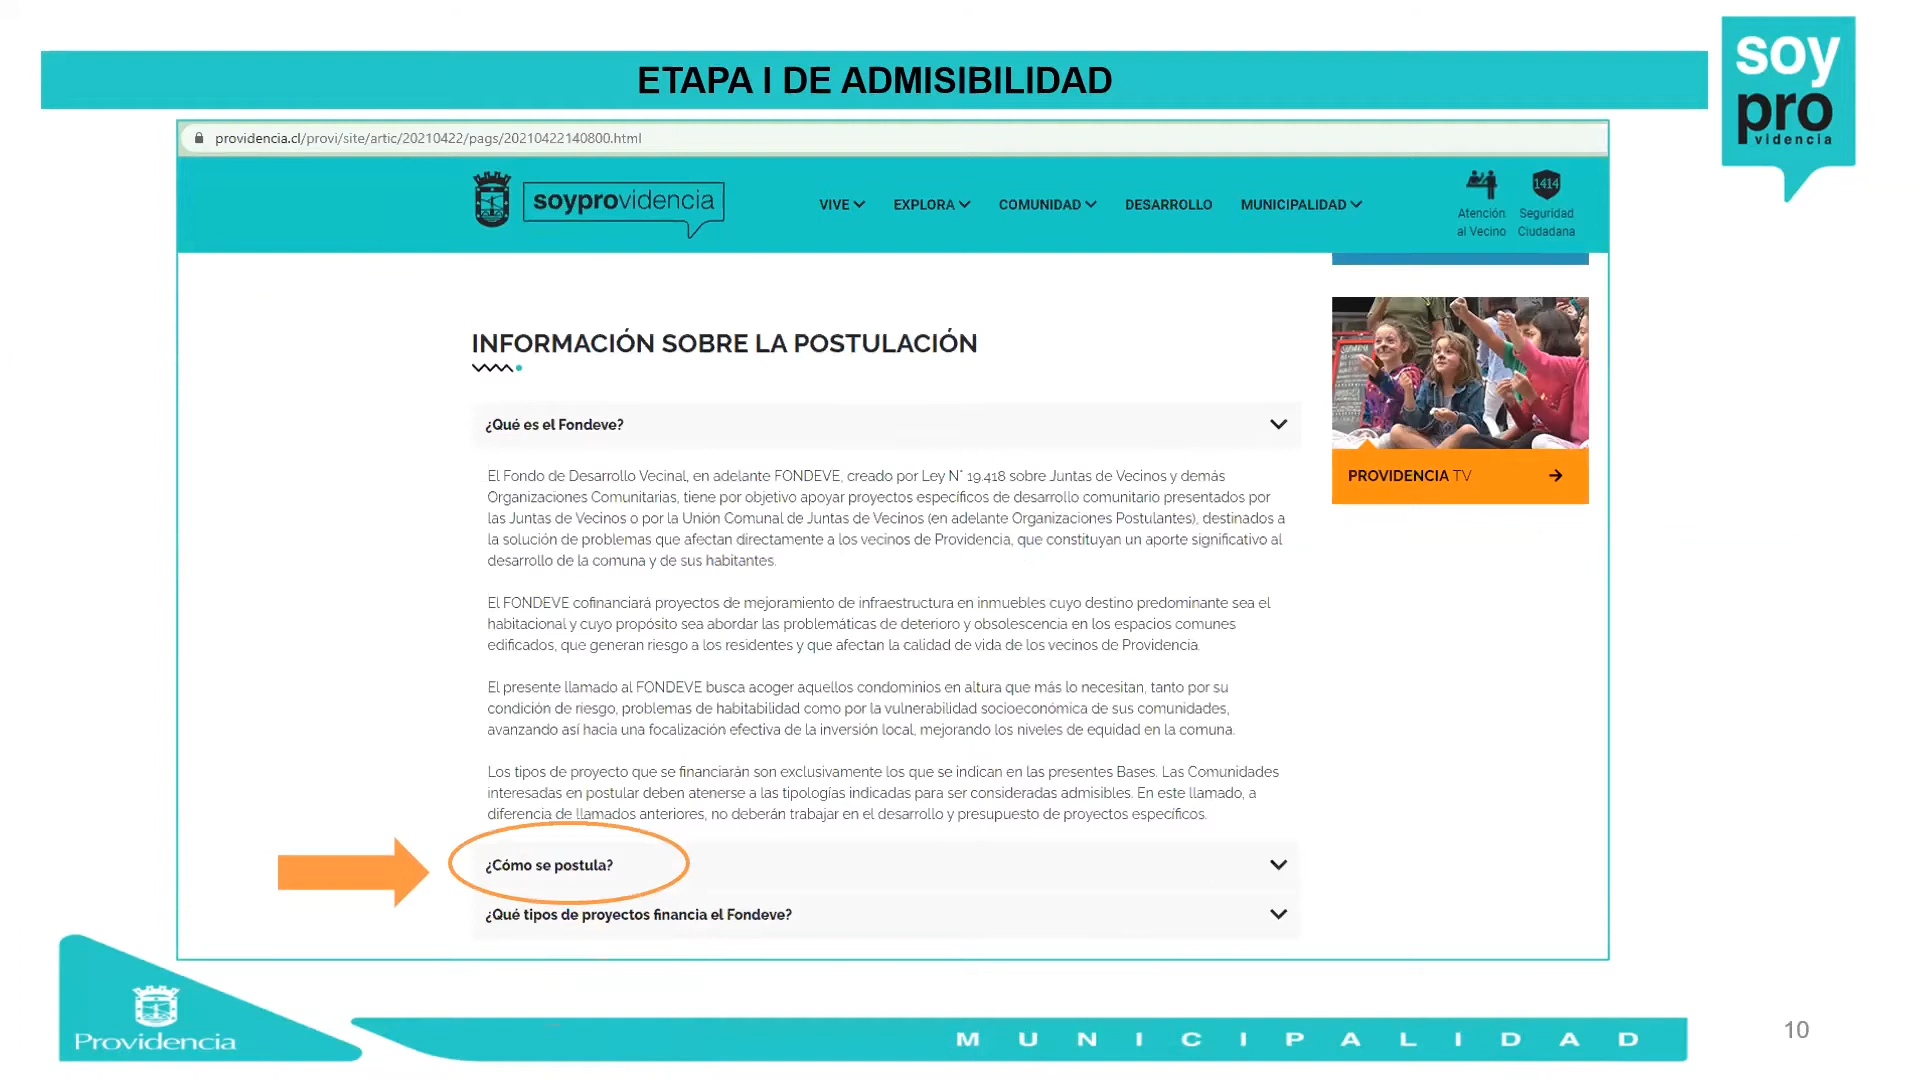 ETAPA I DE ADMISIBILIDAD
soy
pro
videncia
providencia.cl/provi/site/artic/20210422/pags/20210422140800.html
soyprovidencia
VIVE
EXPLORA
COMUNIDAD
DESARROLLO
MUNICIPALIDAD
Atención
al Vecino
1414
Seguridad
Ciudadana
INFORMACIÓN SOBRE LA POSTULACIÓN
¿Qué es el Fondeve?
El Fondo de Desarrollo Vecinal, en adelante FONDEVE, creado por Ley N° 19.418 sobre Juntas de Vecinos y demás
Organizaciones Comunitarias, tiene por objetivo apoyar proyectos específicos de desarrollo comunitario presentados por
las Juntas de Vecinos o por la Unión Comunal de Juntas de Vecinos (en adelante Organizaciones Postulantes), destinados a
la solución de problemas que afectan directamente a los vecinos de Providencia, que constituyan un aporte significativo al
desarrollo de la comuna y de sus habitantes.
El FONDEVE cofinanciará proyectos de mejoramiento de infraestructura en inmuebles cuyo destino predominante sea el
habitacional y cuyo propósito sea abordar las problemáticas de deterioro y obsolescencia en los espacios comunes
edificados, que generan riesgo a los residentes y que afectan la calidad de vida de los vecinos de Providencia.
El presente llamado al FONDEVE busca acoger aquellos condominios en altura que más lo necesitan, tanto por su
condición de riesgo, problemas de habitabilidad como por la vulnerabilidad socioeconómica de sus comunidades,
avanzando así hacia una focalización efectiva de la inversión local, mejorando los niveles de equidad en la comuna.
Los tipos de proyecto que se financiarán son exclusivamente los que se indican en las presentes Bases. Las Comunidades
interesadas en postular deben atenerse a las tipologías indicadas para ser consideradas admisibles. En este llamado, a
diferencia de llamados anteriores, no deberán trabajar en el desarrollo y presupuesto de proyectos específicos.
¿Cómo se postula?
¿Qué tipos de proyectos financia el Fondeve?
PROVIDENCIA TV
Providencia
MUNICIPALIDAD
10